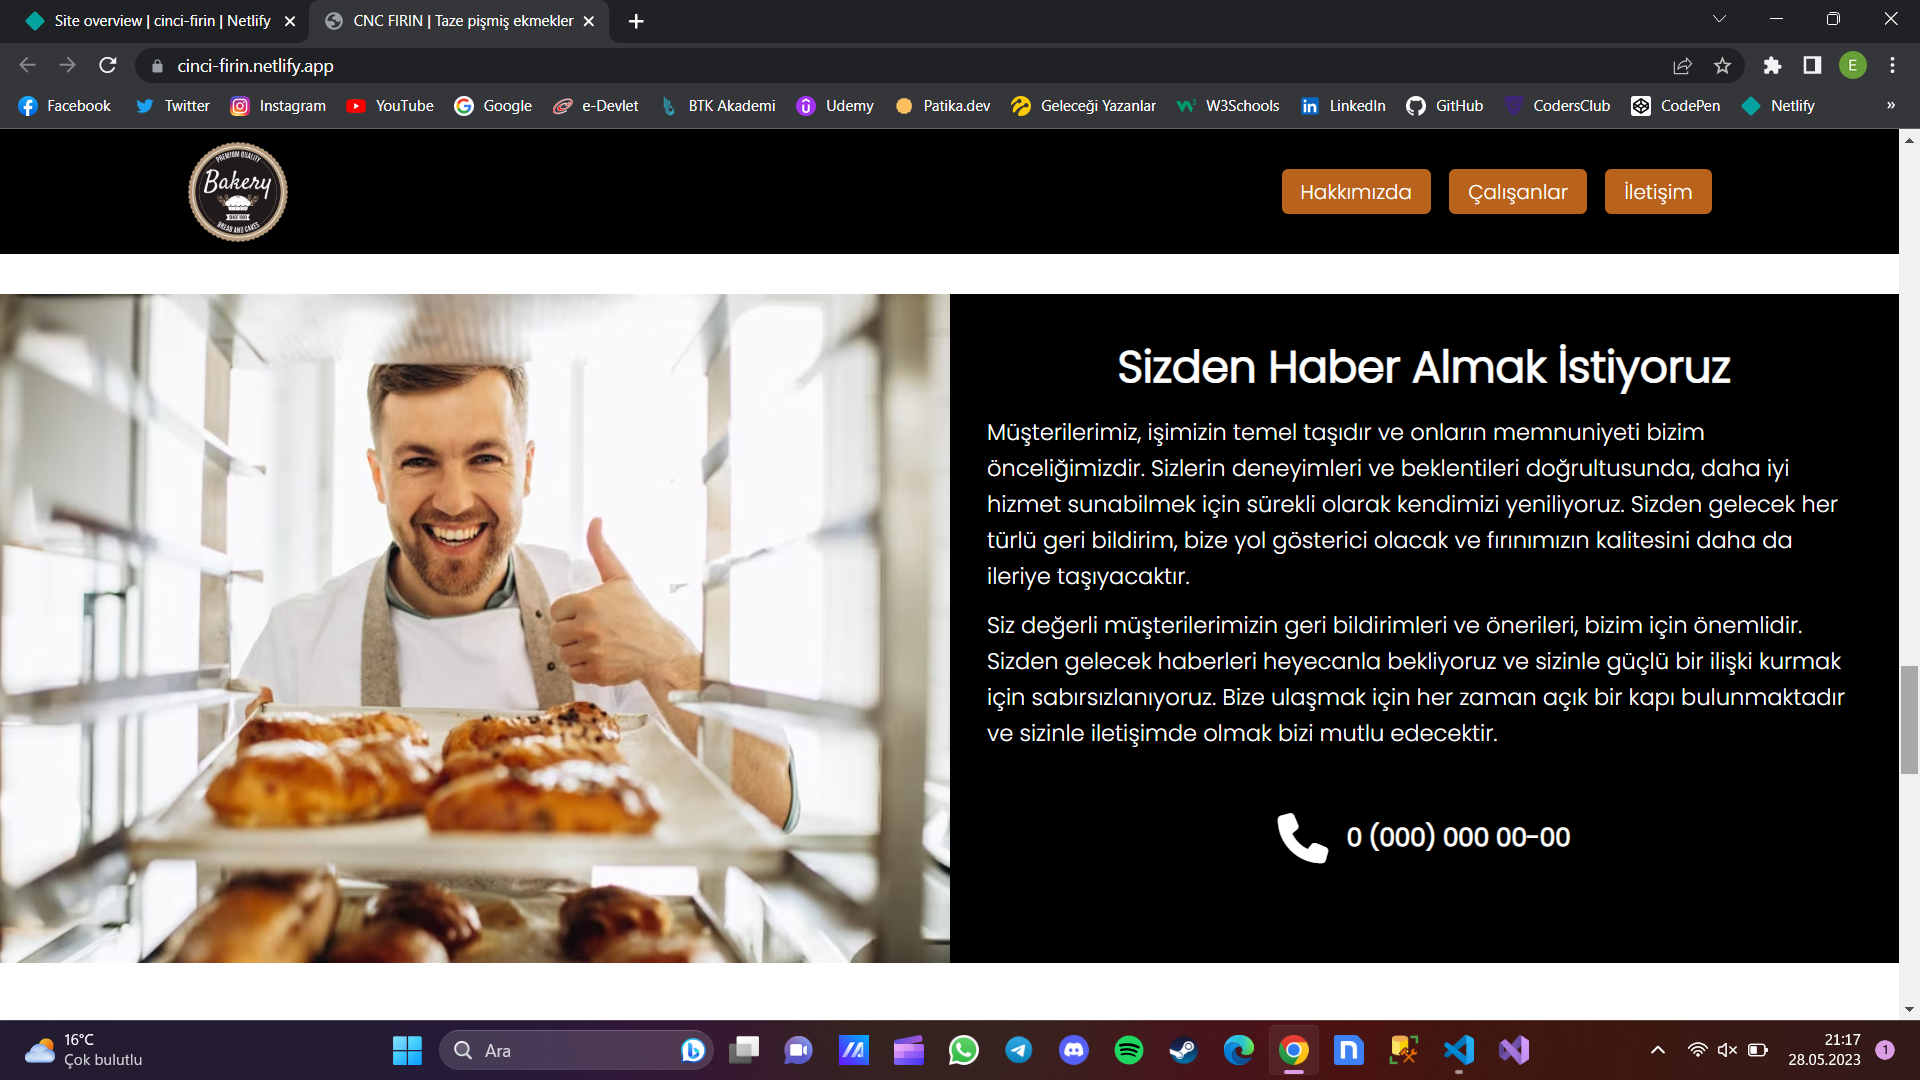 Site overview | cinci-firin | Netlify
CNC FIRIN | Taze pişmiş ekmekler
cinci-firin.netlify.app
E
Facebook
Twitter
Instagram
YouTube
Google
e-Devlet
BTK Akademi
Udemy
Patika.dev
Geleceği Yazanlar
W3Schools
LinkedIn
GitHub
CodersClub
CodePen
Netlify
»
PREMIUM QUALITY
Bakery
BREAD AND CAKES
Hakkımızda
Çalışanlar
İletişim
Sizden Haber Almak İstiyoruz
Müşterilerimiz, işimizin temel taşıdır ve onların memnuniyeti bizim
önceliğimizdir. Sizlerin deneyimleri ve beklentileri doğrultusunda, daha iyi
hizmet sunabilmek için sürekli olarak kendimizi yeniliyoruz. Sizden gelecek her
türlü geri bildirim, bize yol gösterici olacak ve fırınımızın kalitesini daha da
ileriye taşıyacaktır.
Siz değerli müşterilerimizin geri bildirimleri ve önerileri, bizim için önemlidir.
Sizden gelecek haberleri heyecanla bekliyoruz ve sizinle güçlü bir ilişki kurmak
için sabırsızlanıyoruz. Bize ulaşmak için her zaman açık bir kapı bulunmaktadır
ve sizinle iletişimde olmak bizi mutlu edecektir.
0 (000) 000 00-00
16°C
Çok bulutlu
Ara
21:17
28.05.2023
1